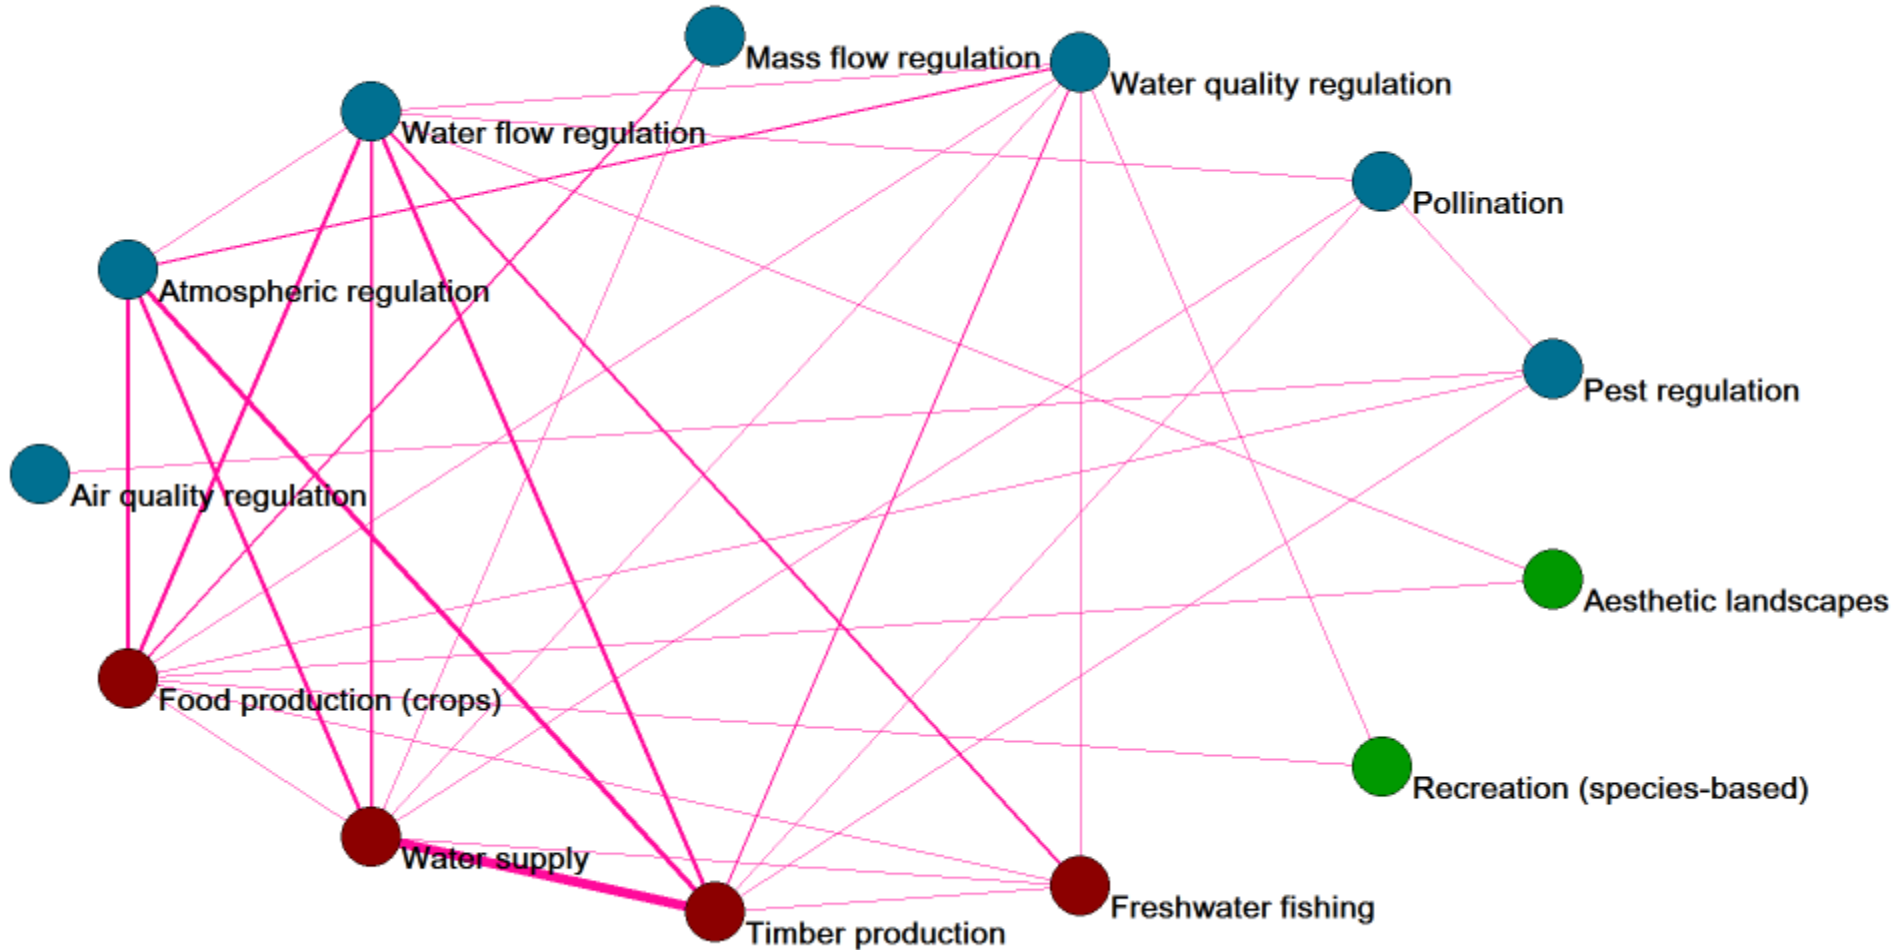 Mass flow regulation
Water quality regulation
Water flow regulation
Pollination
Atmospheric regulation
Pest regulation
Air quality regulation
Aesthetic landscapes
Food production (crops)
Recreation (species-based)
Water supply
Freshwater fishing
Timber production